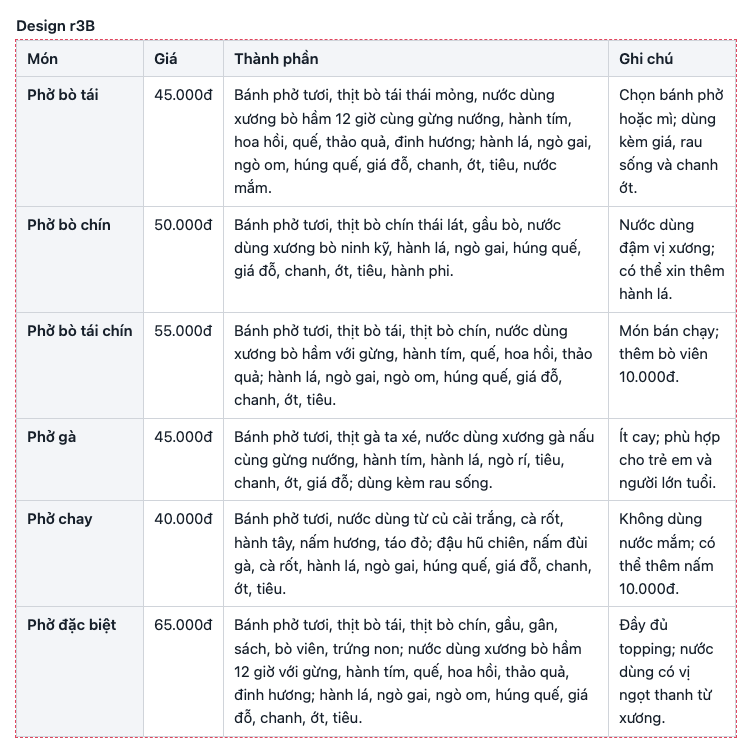 Design r3B
Món
Giá
Thành phần
Ghi chú
Phở bò tái
45.000đ
Bánh phở tươi, thịt bò tái thái mỏng, nước dùng
xương bò hầm 12 giờ cùng gừng nướng, hành tím,
hoa hồi, quế, thảo quả, đinh hương; hành lá, ngò gai,
ngò om, húng quế, giá đỗ, chanh, ớt, tiêu, nước
mắm.
Chọn bánh phở
hoặc mì; dùng
kèm giá, rau
sống và chanh
ớt.
Phở bò chín
50.000đ
Bánh phở tươi, thịt bò chín thái lát, gầu bò, nước
dùng xương bò ninh kỹ, hành lá, ngò gai, húng quế,
giá đỗ, chanh, ớt, tiêu, hành phi.
Nước dùng
đậm vị xương;
có thể xin thêm
hành lá.
Phở bò tái chín
55.000đ
Bánh phở tươi, thịt bò tái, thịt bò chín, nước dùng
xương bò hầm với gừng, hành tím, quế, hoa hồi, thảo
quả; hành lá, ngò gai, ngò om, húng quế, giá đỗ,
chanh, ớt, tiêu.
Món bán chạy;
thêm bò viên
10.000đ.
Phở gà
45.000đ
Bánh phở tươi, thịt gà ta xé, nước dùng xương gà nấu
cùng gừng nướng, hành tím, hành lá, ngò rí, tiêu,
chanh, ớt, giá đỗ; dùng kèm rau sống.
Ít cay; phù hợp
cho trẻ em và
người lớn tuổi.
Phở chay
40.000đ
Bánh phở tươi, nước dùng từ củ cải trắng, cà rốt,
hành tây, nấm hương, táo đỏ; đậu hũ chiên, nấm đùi
gà, cà rốt, hành lá, ngò gai, húng quế, giá đỗ, chanh,
ớt, tiêu.
Không dùng
nước mắm; có
thể thêm nấm
10.000đ.
Phở đặc biệt
65.000đ
Bánh phở tươi, thịt bò tái, thịt bò chín, gầu, gân,
sách, bò viên, trứng non; nước dùng xương bò hầm
12 giờ với gừng, hành tím, quế, hoa hồi, thảo quả,
đinh hương; hành lá, ngò gai, ngò om, húng quế, giá
đỗ, chanh, ớt, tiêu.
Đầy đủ
topping; nước
dùng có vị
ngọt thanh từ
xương.